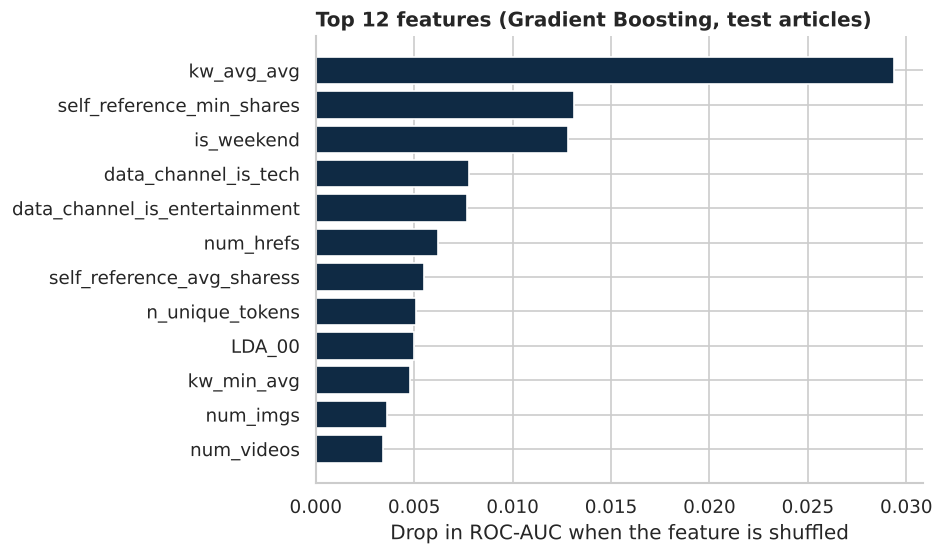 Top 12 features (Gradient Boosting, test articles)
kw_avg_avg
self_reference_min_shares
is_weekend
data_channel_is_tech
data_channel_is_entertainment
num_hrefs
self_reference_avg_sharess
n_unique_tokens
LDA_00
kw_min_avg
num_imgs
num_videos
0.000 0.005 0.010 0.015 0.020 0.025 0.030
Drop in ROC-AUC when the feature is shuffled